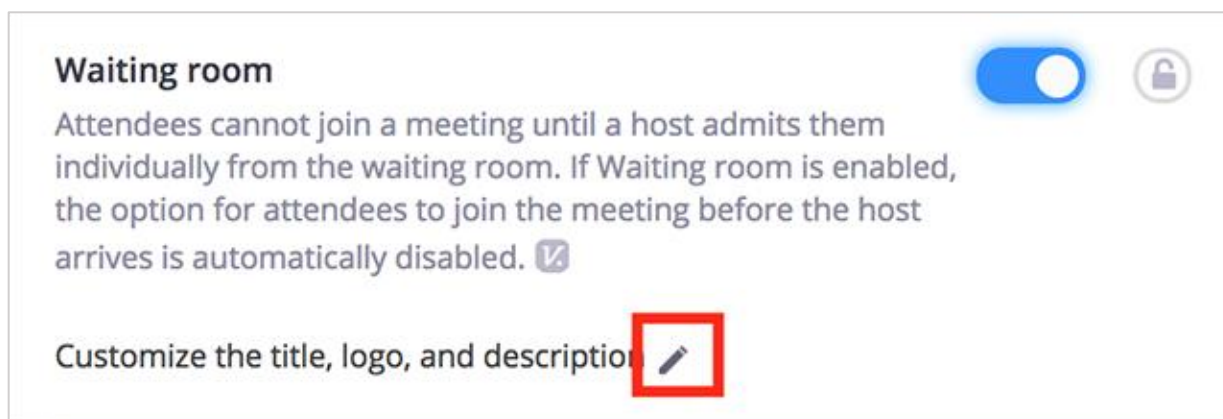 Waiting room
Attendees cannot join a meeting until a host admits them
individually from the waiting room. If Waiting room is enabled,
the option for attendees to join the meeting before the host
arrives is automatically disabled.
Customize the title, logo, and description